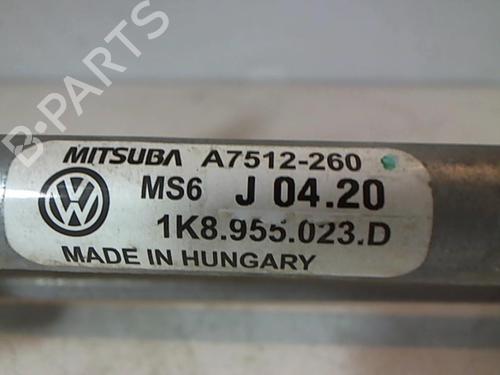 B-PARTS
MITSUBA A7512-260
MS6 J 04.20
1K8.955.023.D
MADE IN HUNGARY